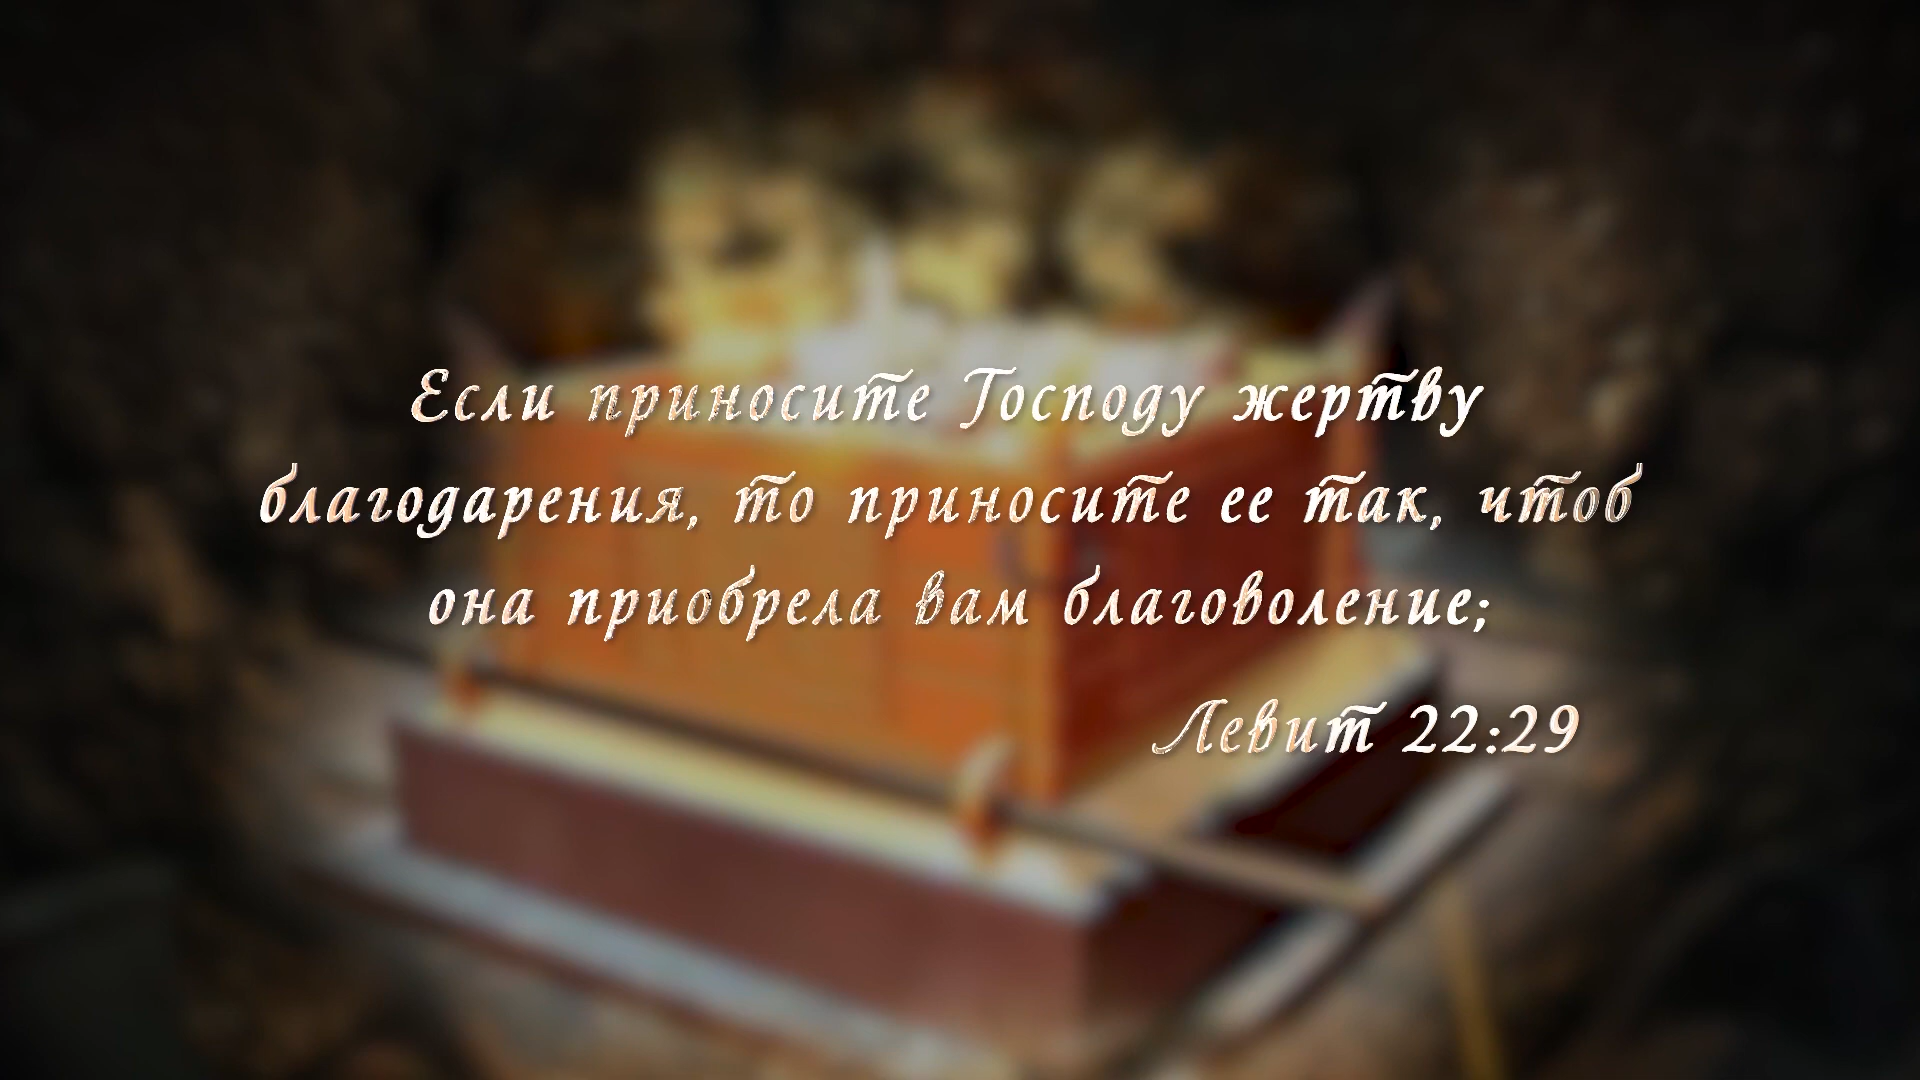 Если приносите Господу жертву
благодарения, то приносите ее так, чтоб
она приобрела вам благоволение;
Левит 22:29